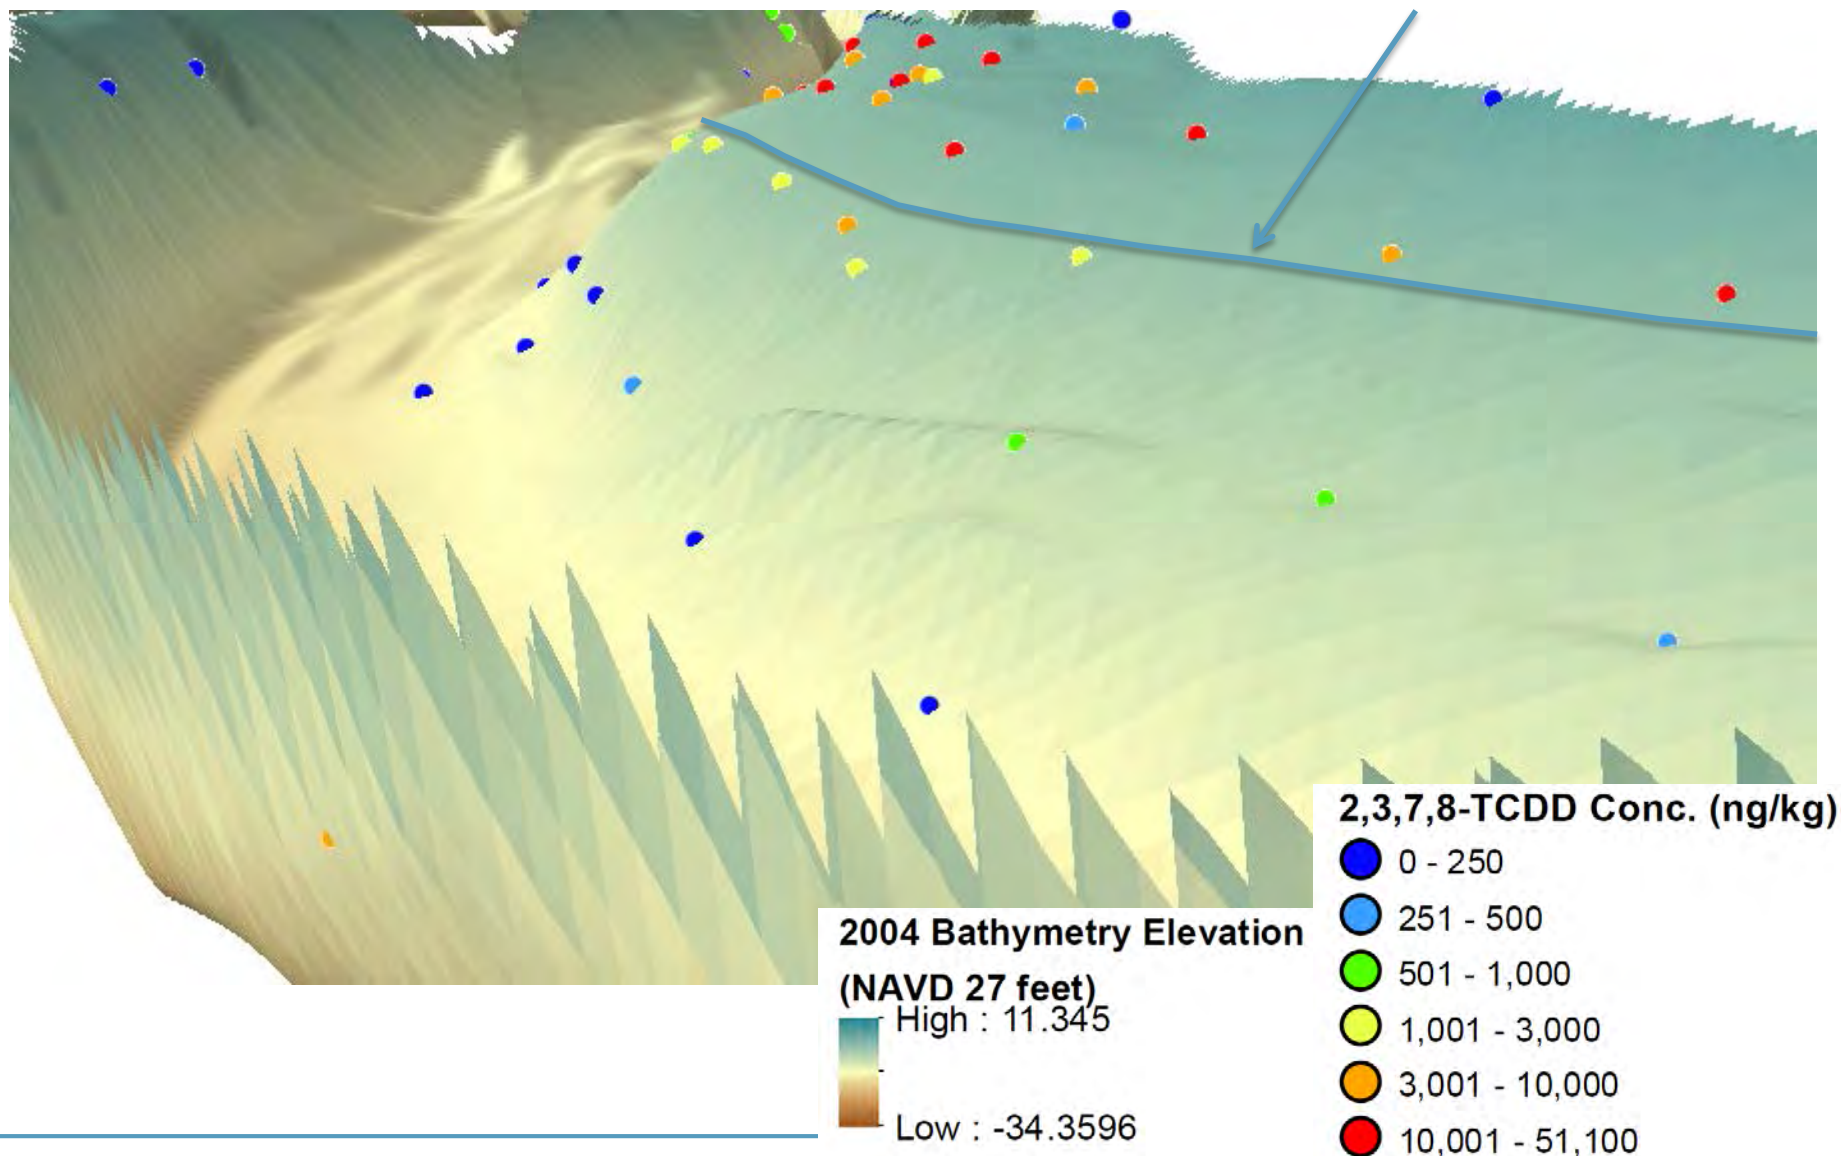 2004 Bathymetry Elevation
(NAVD 27 feet)
High : 11.345
Low : -34.3596
2,3,7,8-TCDD Conc. (ng/kg)
0 - 250
251 - 500
501 - 1,000
1,001 - 3,000
3,001 - 10,000
10,001 - 51,100